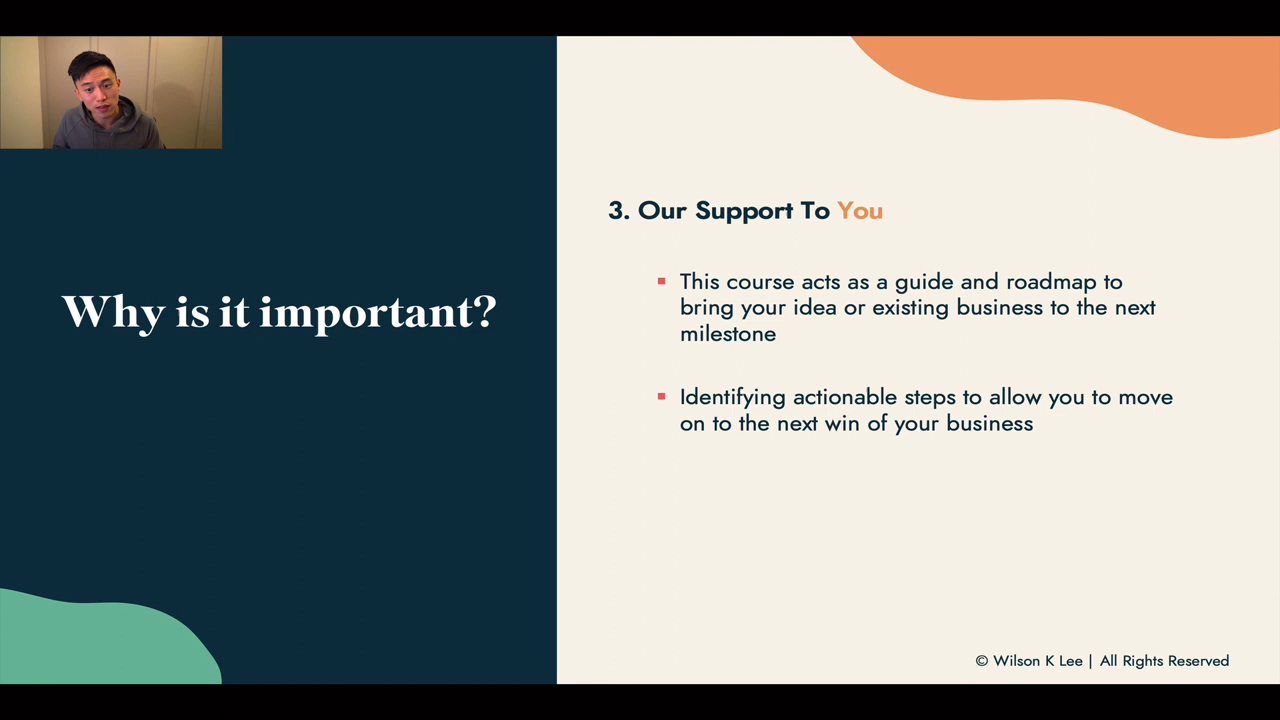 Why is it important?
3. Our Support To You
This course acts as a guide and roadmap to
bring your idea or existing business to the next
milestone
Identifying actionable steps to allow you to move
on to the next win of your business
© Wilson K Lee | All Rights Reserved